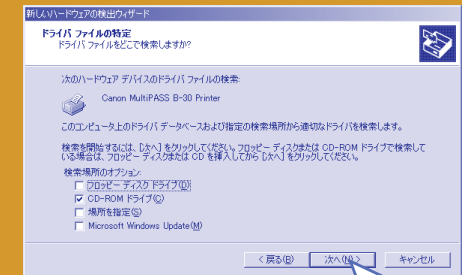 新しいハードウェアの検出ウィザード
ドライバ ファイルの特定
ドライバ ファイルをどこで検索しますか?
次のハードウェア デバイスのドライバ ファイルの検索:
Canon MultiPASS B-30 Printer
このコンピュータ上のドライバ データベースおよび指定の検索場所から適切なドライバを検索します。
検索を開始するには、[次へ] をクリックしてください。フロッピー ディスクまたは CD-ROM ドライブで検索して
いる場合は、フロッピー ディスクまたは CD を挿入してから [次へ] をクリックしてください。
検索場所のオプション:
フロッピー ディスク ドライブ(D)
CD-ROM ドライブ(C)
場所を指定(S)
Microsoft Windows Update(M)
< 戻る(B) 次へ(N) > キャンセル